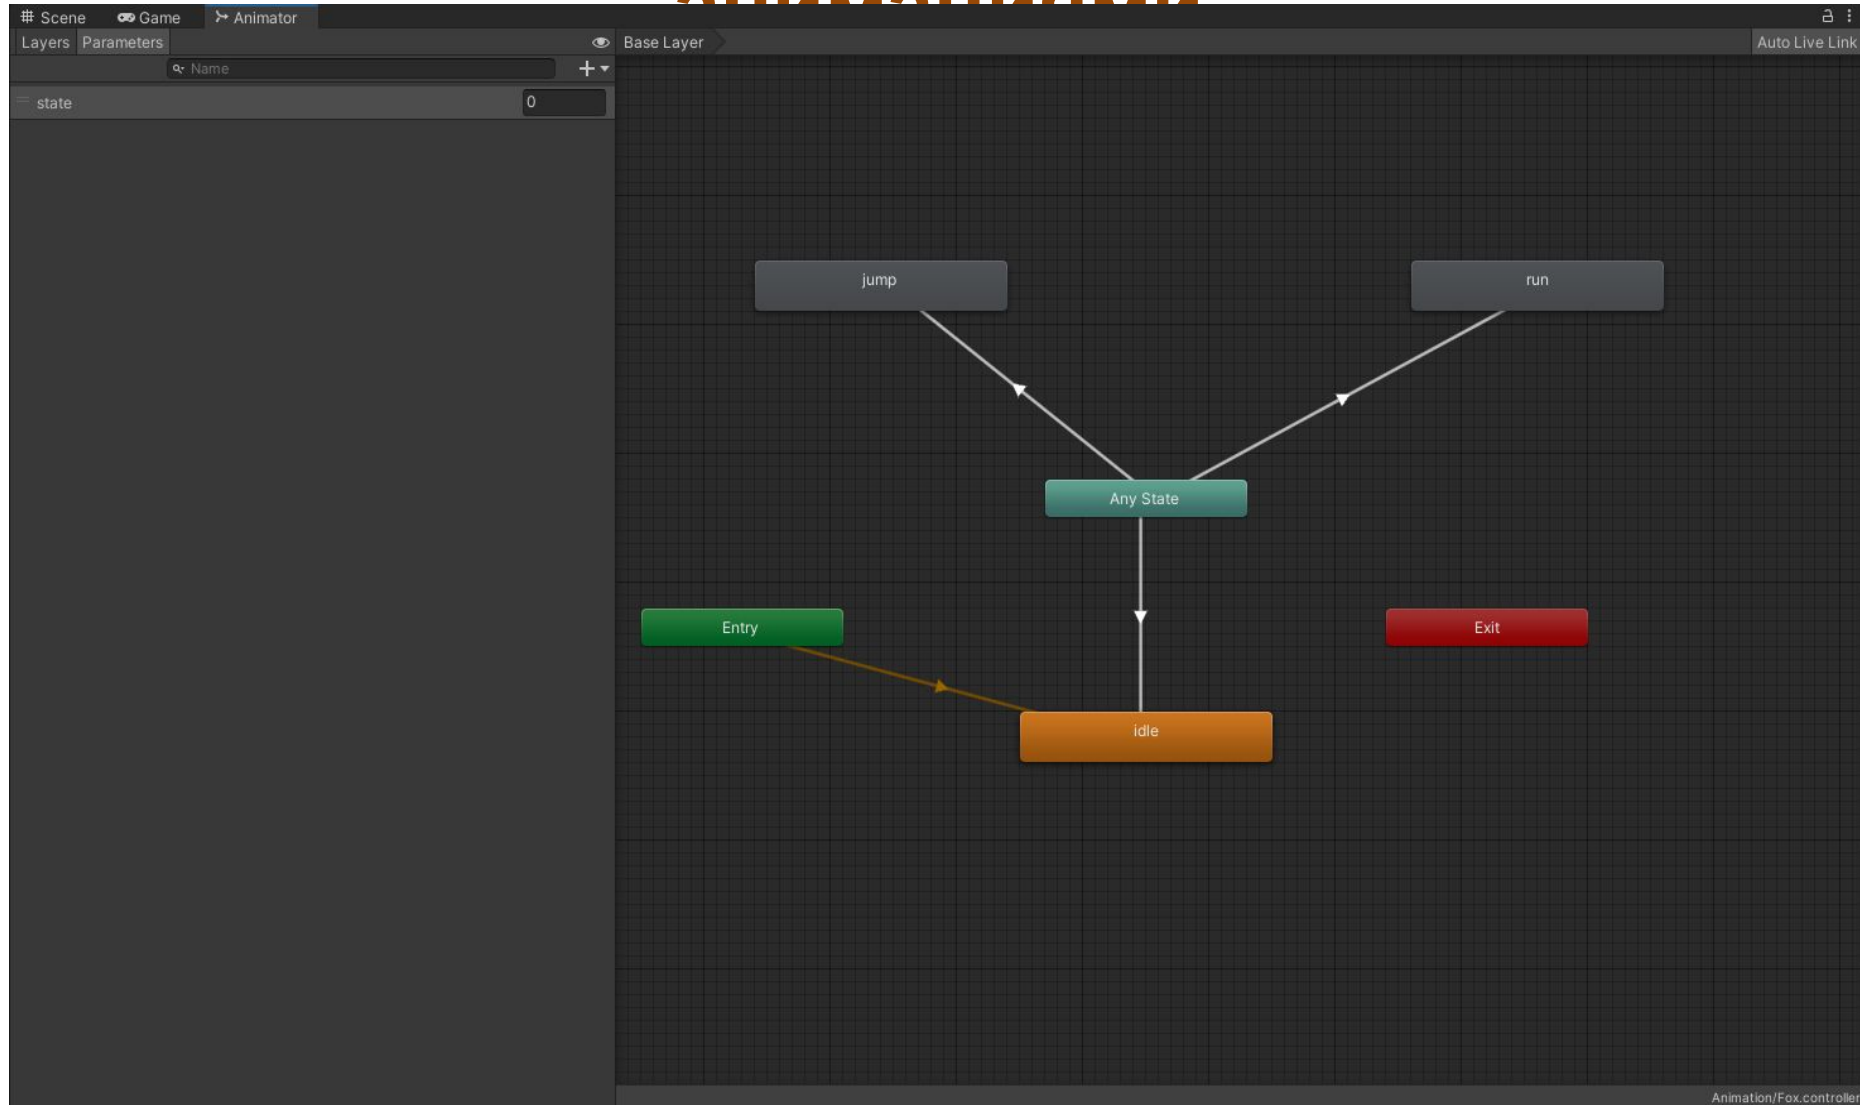 Scene Game Animator
Layers Parameters Base Layer Auto Live Link
Name
state 0
jump run
Any State
Entry Exit
idle
Animation/Fox.controller